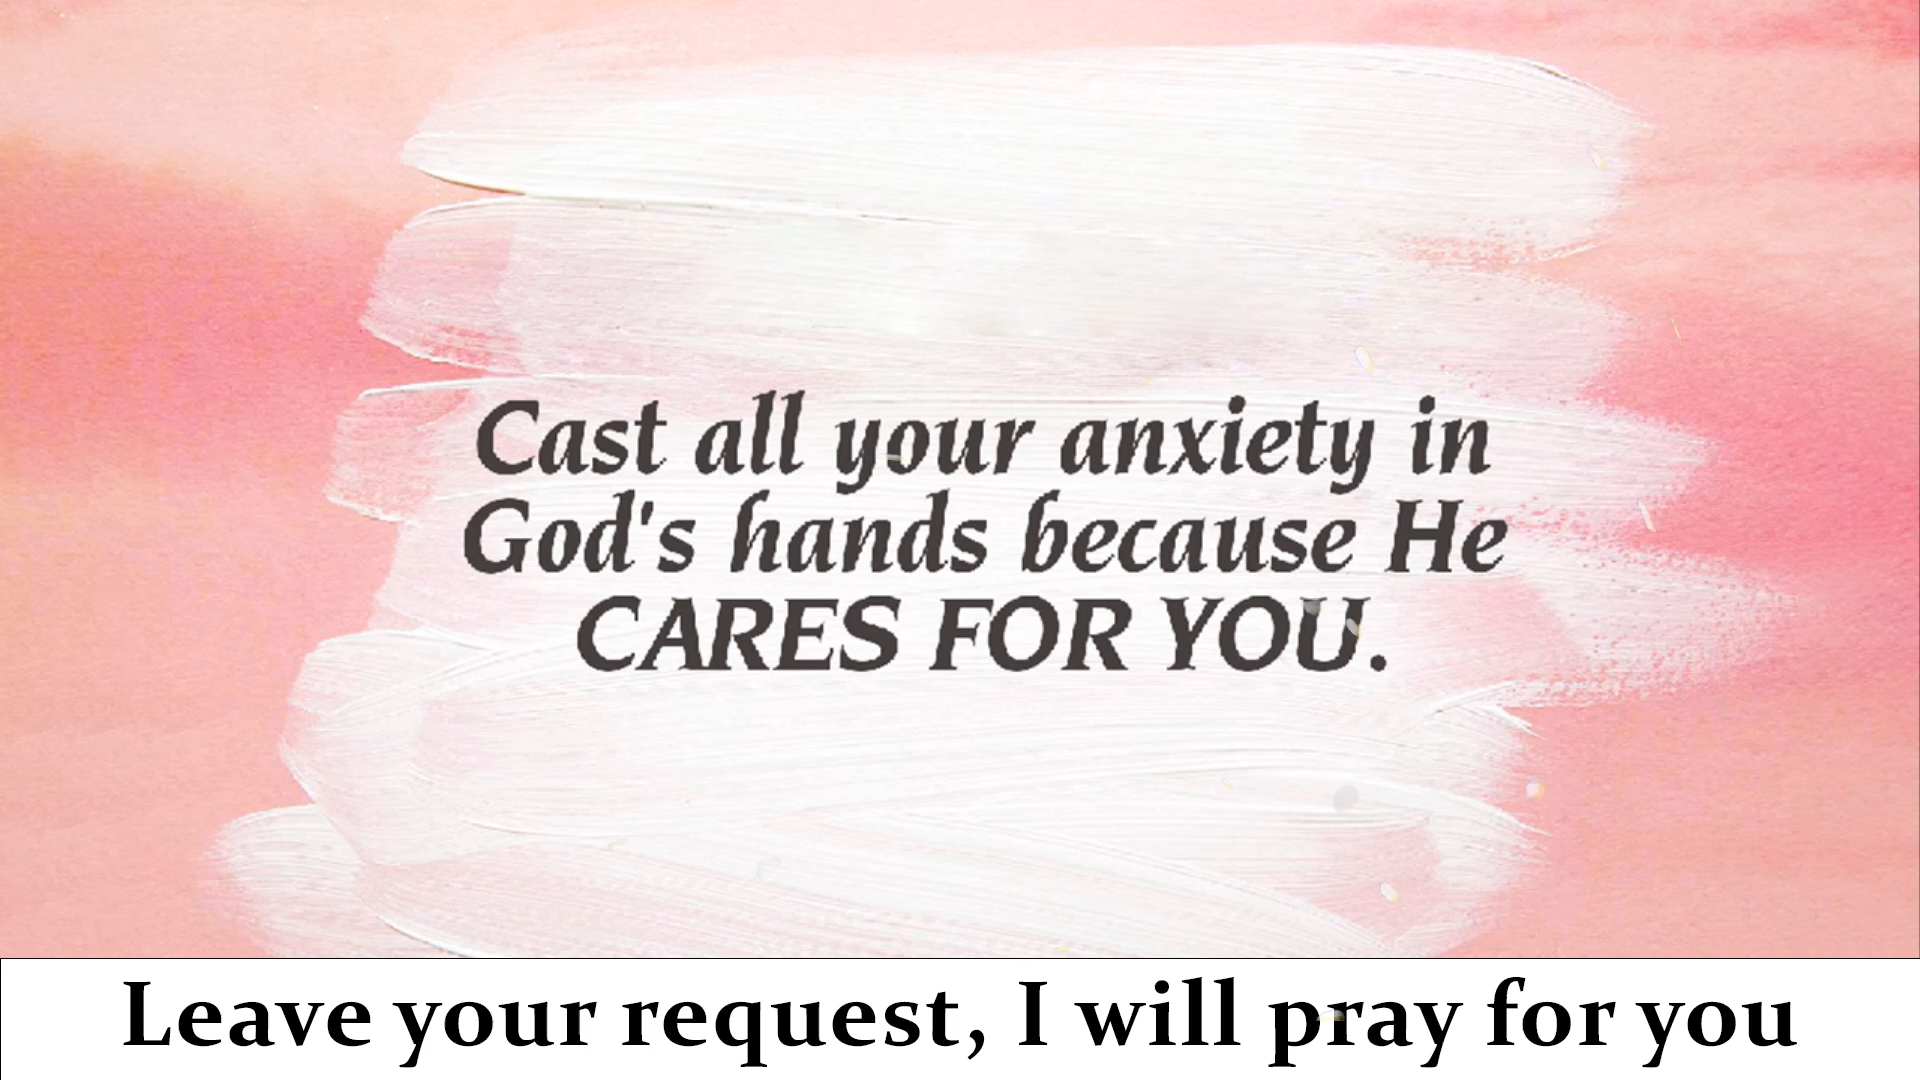 Cast all your anxiety in
God's hands because He
CARES FOR YOU.
Leave your request, I will pray for you